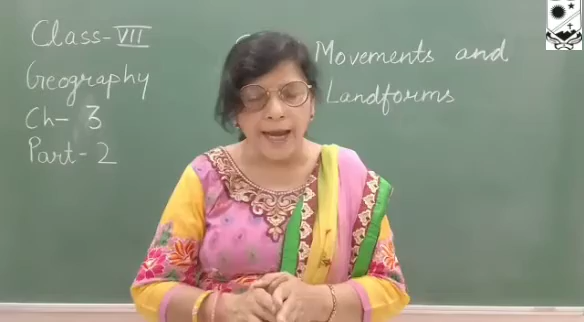 Class-VII
Geography
Ch- 3
Part-2
Movements and
Landforms